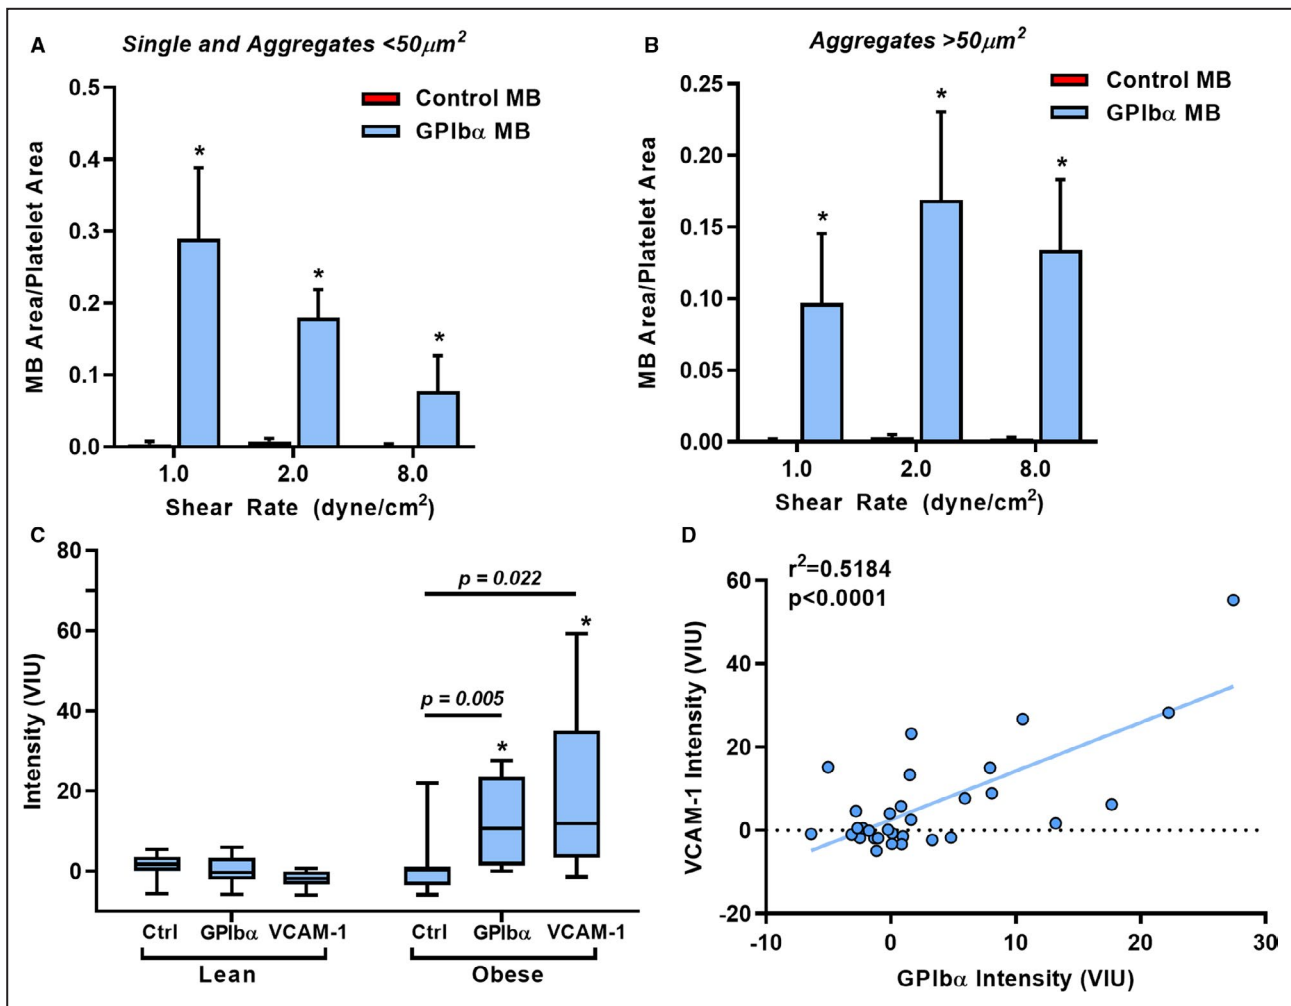 A
Single and Aggregates <50μm²
Control MB
GPIbα MB
MB Area/Platelet Area
0.5
0.4
0.3
0.2
0.1
0.0
*
*
*
1.0 2.0 8.0
Shear Rate (dyne/cm²)
B
Aggregates >50μm²
Control MB
GPIbα MB
MB Area/Platelet Area
0.25
0.20
0.15
0.10
0.05
0.00
*
*
*
1.0 2.0 8.0
Shear Rate (dyne/cm²)
C
Intensity (VIU)
80
60
40
20
0
p = 0.022
*
p = 0.005
*
Ctrl GPIbα VCAM-1 Ctrl GPIbα VCAM-1
Lean Obese
D
r²=0.5184
p<0.0001
VCAM-1 Intensity (VIU)
60
40
20
0
-20
-10 0 10 20 30
GPIbα Intensity (VIU)